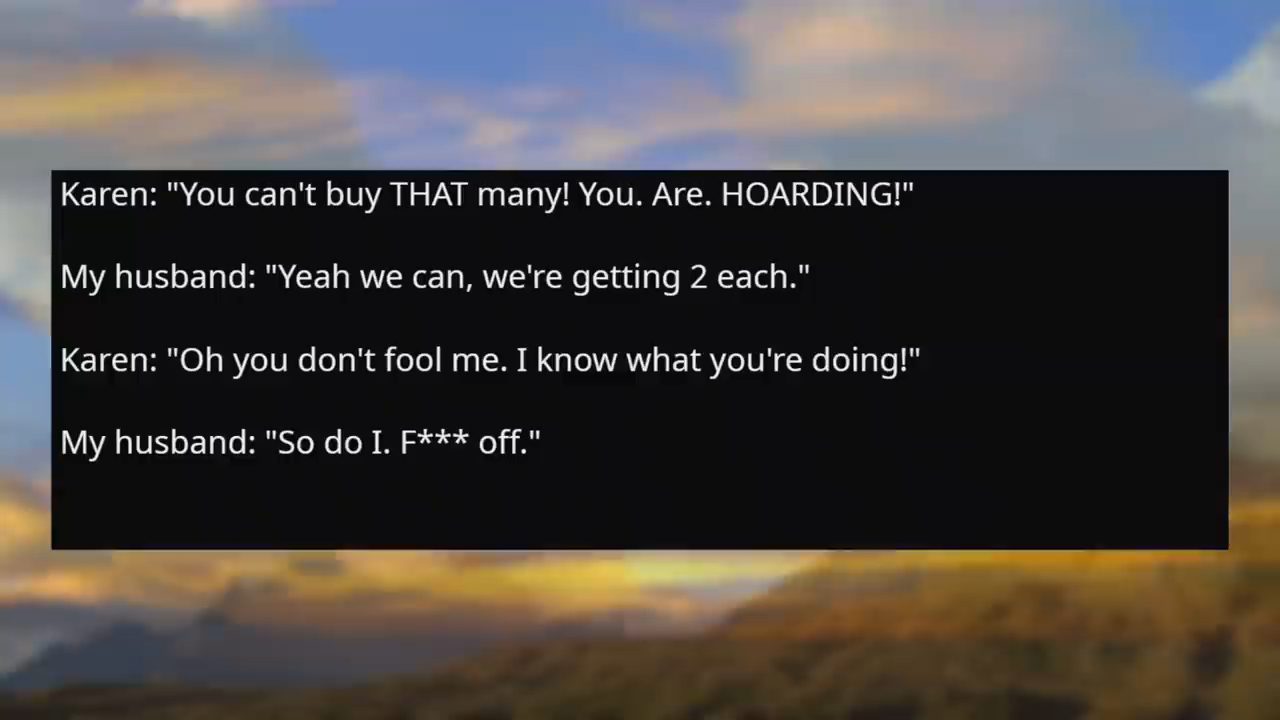 Karen: "You can't buy THAT many! You. Are. HOARDING!"
My husband: "Yeah we can, we're getting 2 each."
Karen: "Oh you don't fool me. I know what you're doing!"
My husband: "So do I. F*** off."